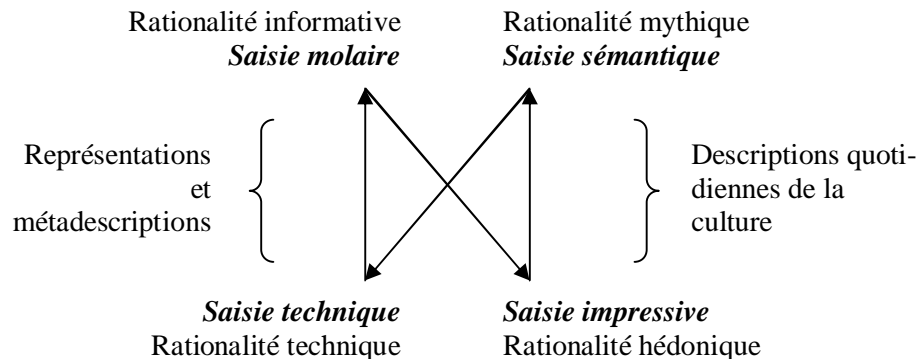 Rationalité informative
Saisie molaire
Rationalité mythique
Saisie sémantique
Représentations
et
métadescriptions
Descriptions quoti-
diennes de la
culture
Saisie technique
Rationalité technique
Saisie impressive
Rationalité hédonique